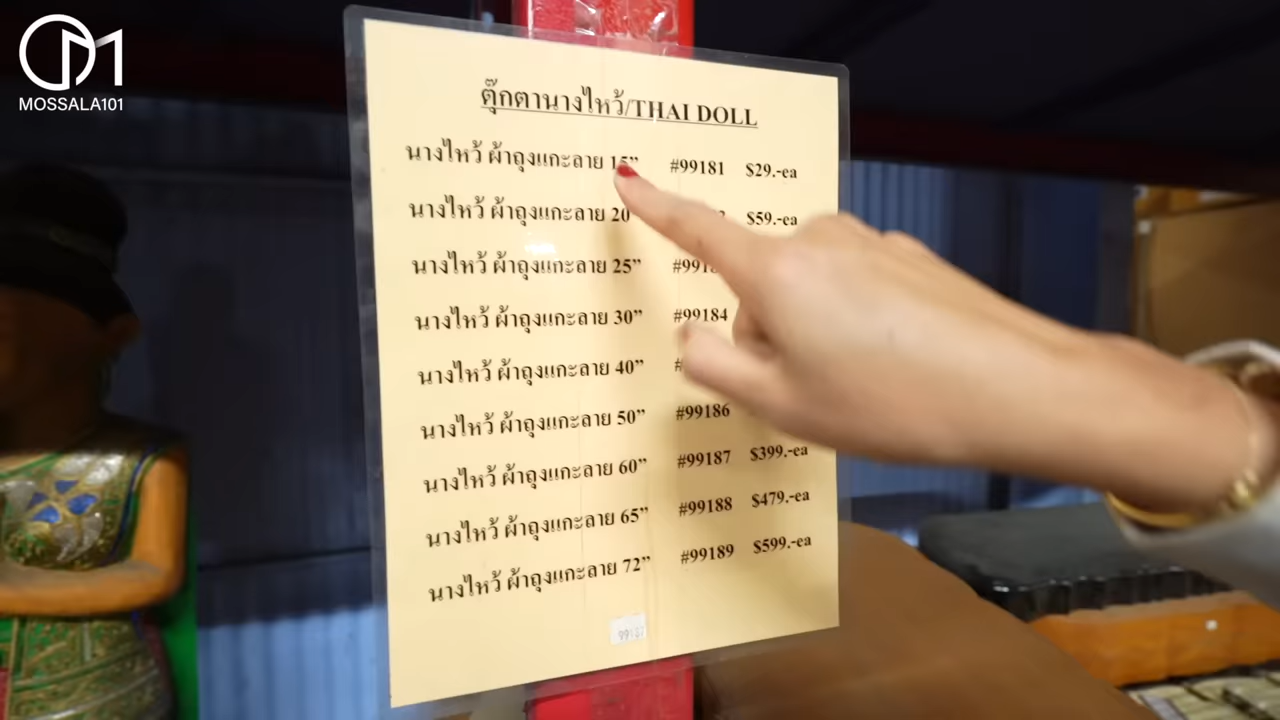 MOSSALA101
ตุ๊กตานางไหว้/THAI DOLL
นางไหว้ ผ้าถุงแกะลาย 15” #99181 $29.-ea
นางไหว้ ผ้าถุงแกะลาย 20 $59.-ea
นางไหว้ ผ้าถุงแกะลาย 25”
นางไหว้ ผ้าถุงแกะลาย 30” #99184
นางไหว้ ผ้าถุงแกะลาย 40”
นางไหว้ ผ้าถุงแกะลาย 50” #99186
นางไหว้ ผ้าถุงแกะลาย 60” #99187 $399.-ea
นางไหว้ ผ้าถุงแกะลาย 65” #99188 $479.-ea
นางไหว้ ผ้าถุงแกะลาย 72” #99189 $599.-ea